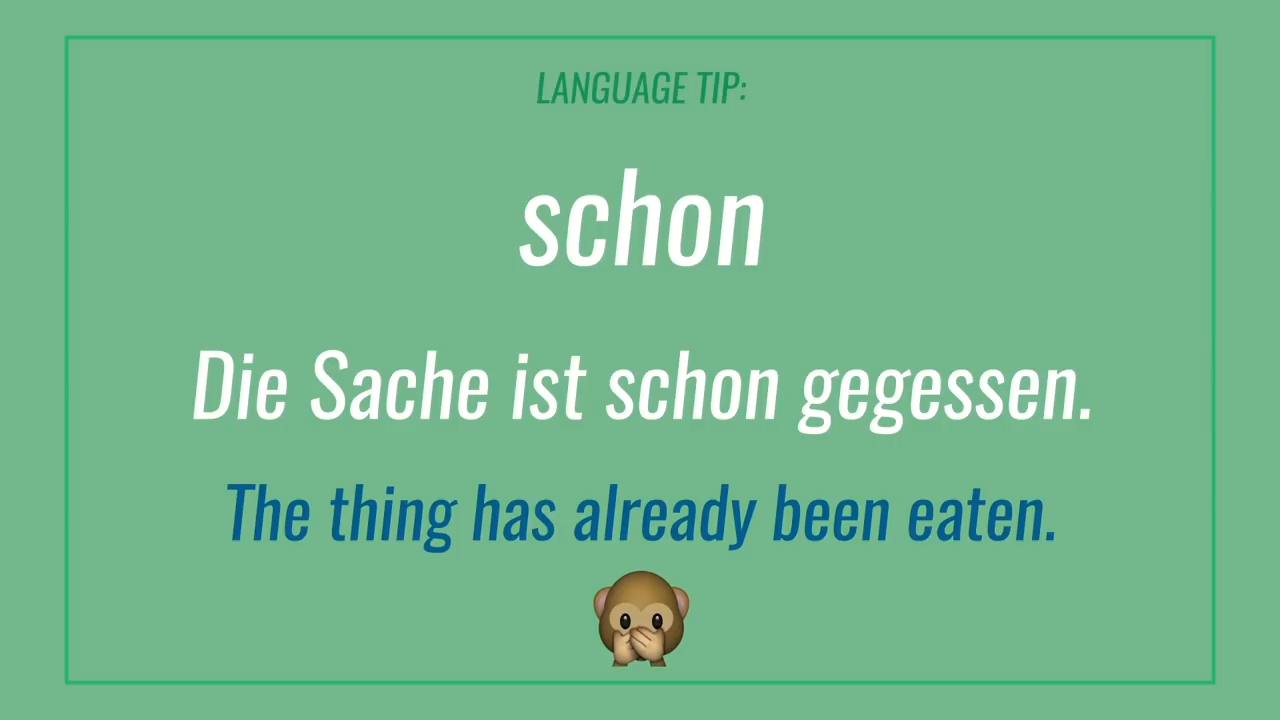 LANGUAGE TIP:
schon
Die Sache ist schon gegessen.
The thing has already been eaten.